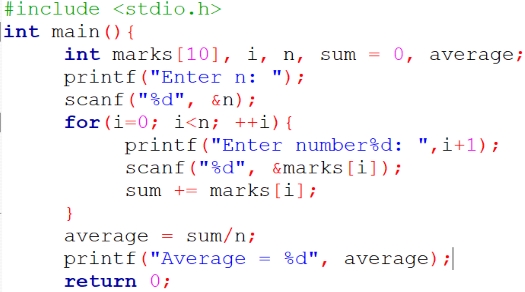 #include <stdio.h>
int main(){
int marks[10], i, n, sum = 0, average;
printf("Enter n: ");
scanf("%d", &n);
for(i=0; i<n; ++i){
printf("Enter number%d: ",i+1);
scanf("%d", &marks[i]);
sum += marks[i];
}
average = sum/n;
printf("Average = %d", average);
return 0;